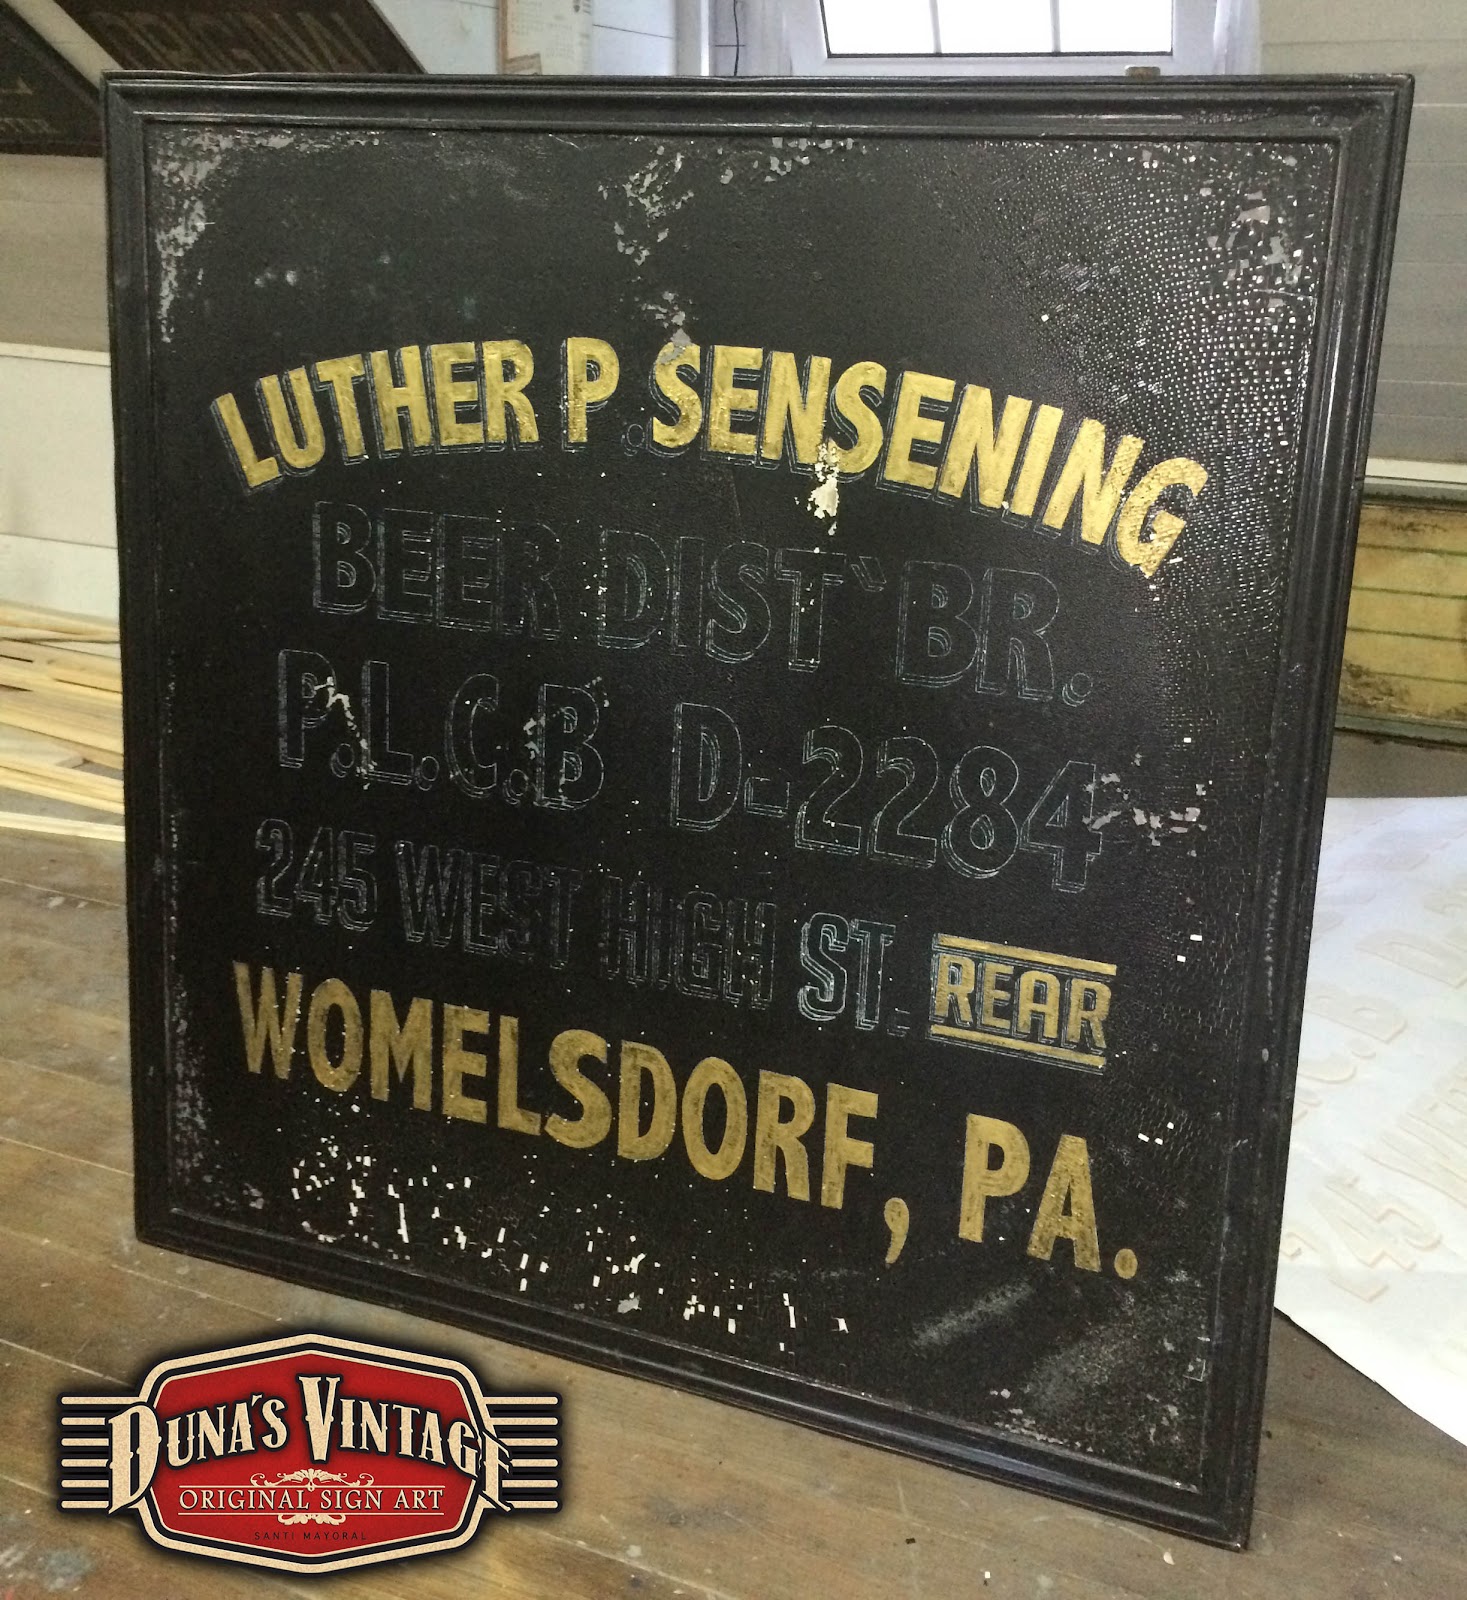 ORIGINAL
LUTHER P. SENSENING
BEER DIST`BR.
P.L.C.B D-2284
245 WEST HIGH ST. REAR
WOMELSDORF, PA.
DUNA'S VINTAGE
ORIGINAL SIGN ART
SANTI MAYORAL